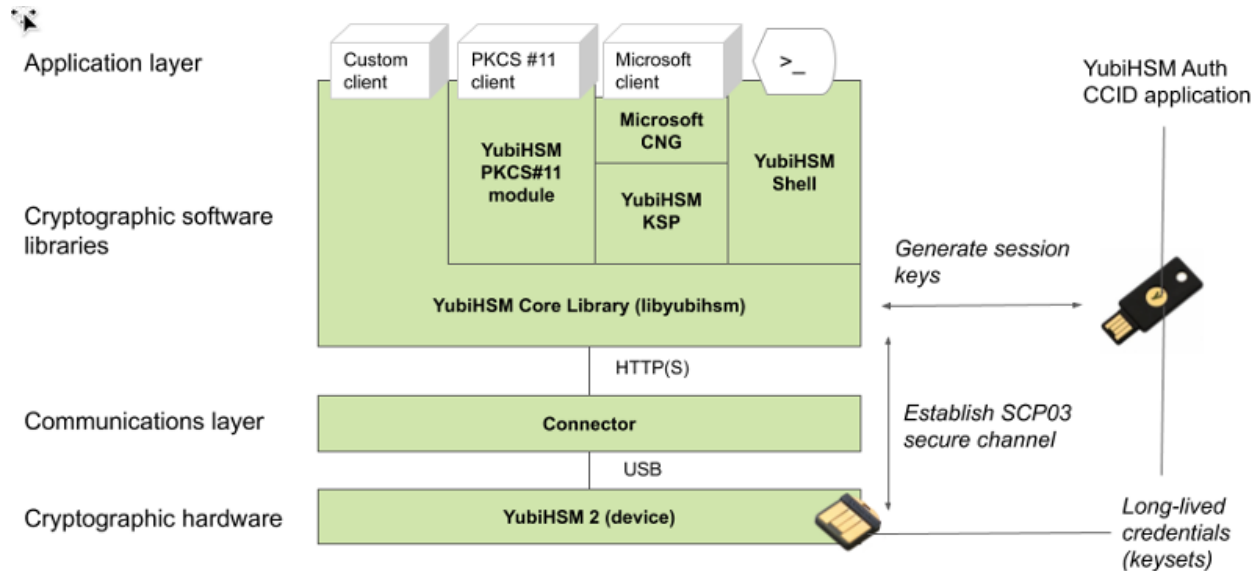 Application layer
Custom
client
PKCS #11
client
Microsoft
client
>_
YubiHSM Auth
CCID application
Microsoft
CNG
YubiHSM
PKCS#11
module
YubiHSM
Shell
YubiHSM
KSP
Cryptographic software
libraries
Generate session
keys
YubiHSM Core Library (libyubihsm)
HTTP(S)
Communications layer
Connector
Establish SCP03
secure channel
USB
Cryptographic hardware
YubiHSM 2 (device)
Long-lived
credentials
(keysets)